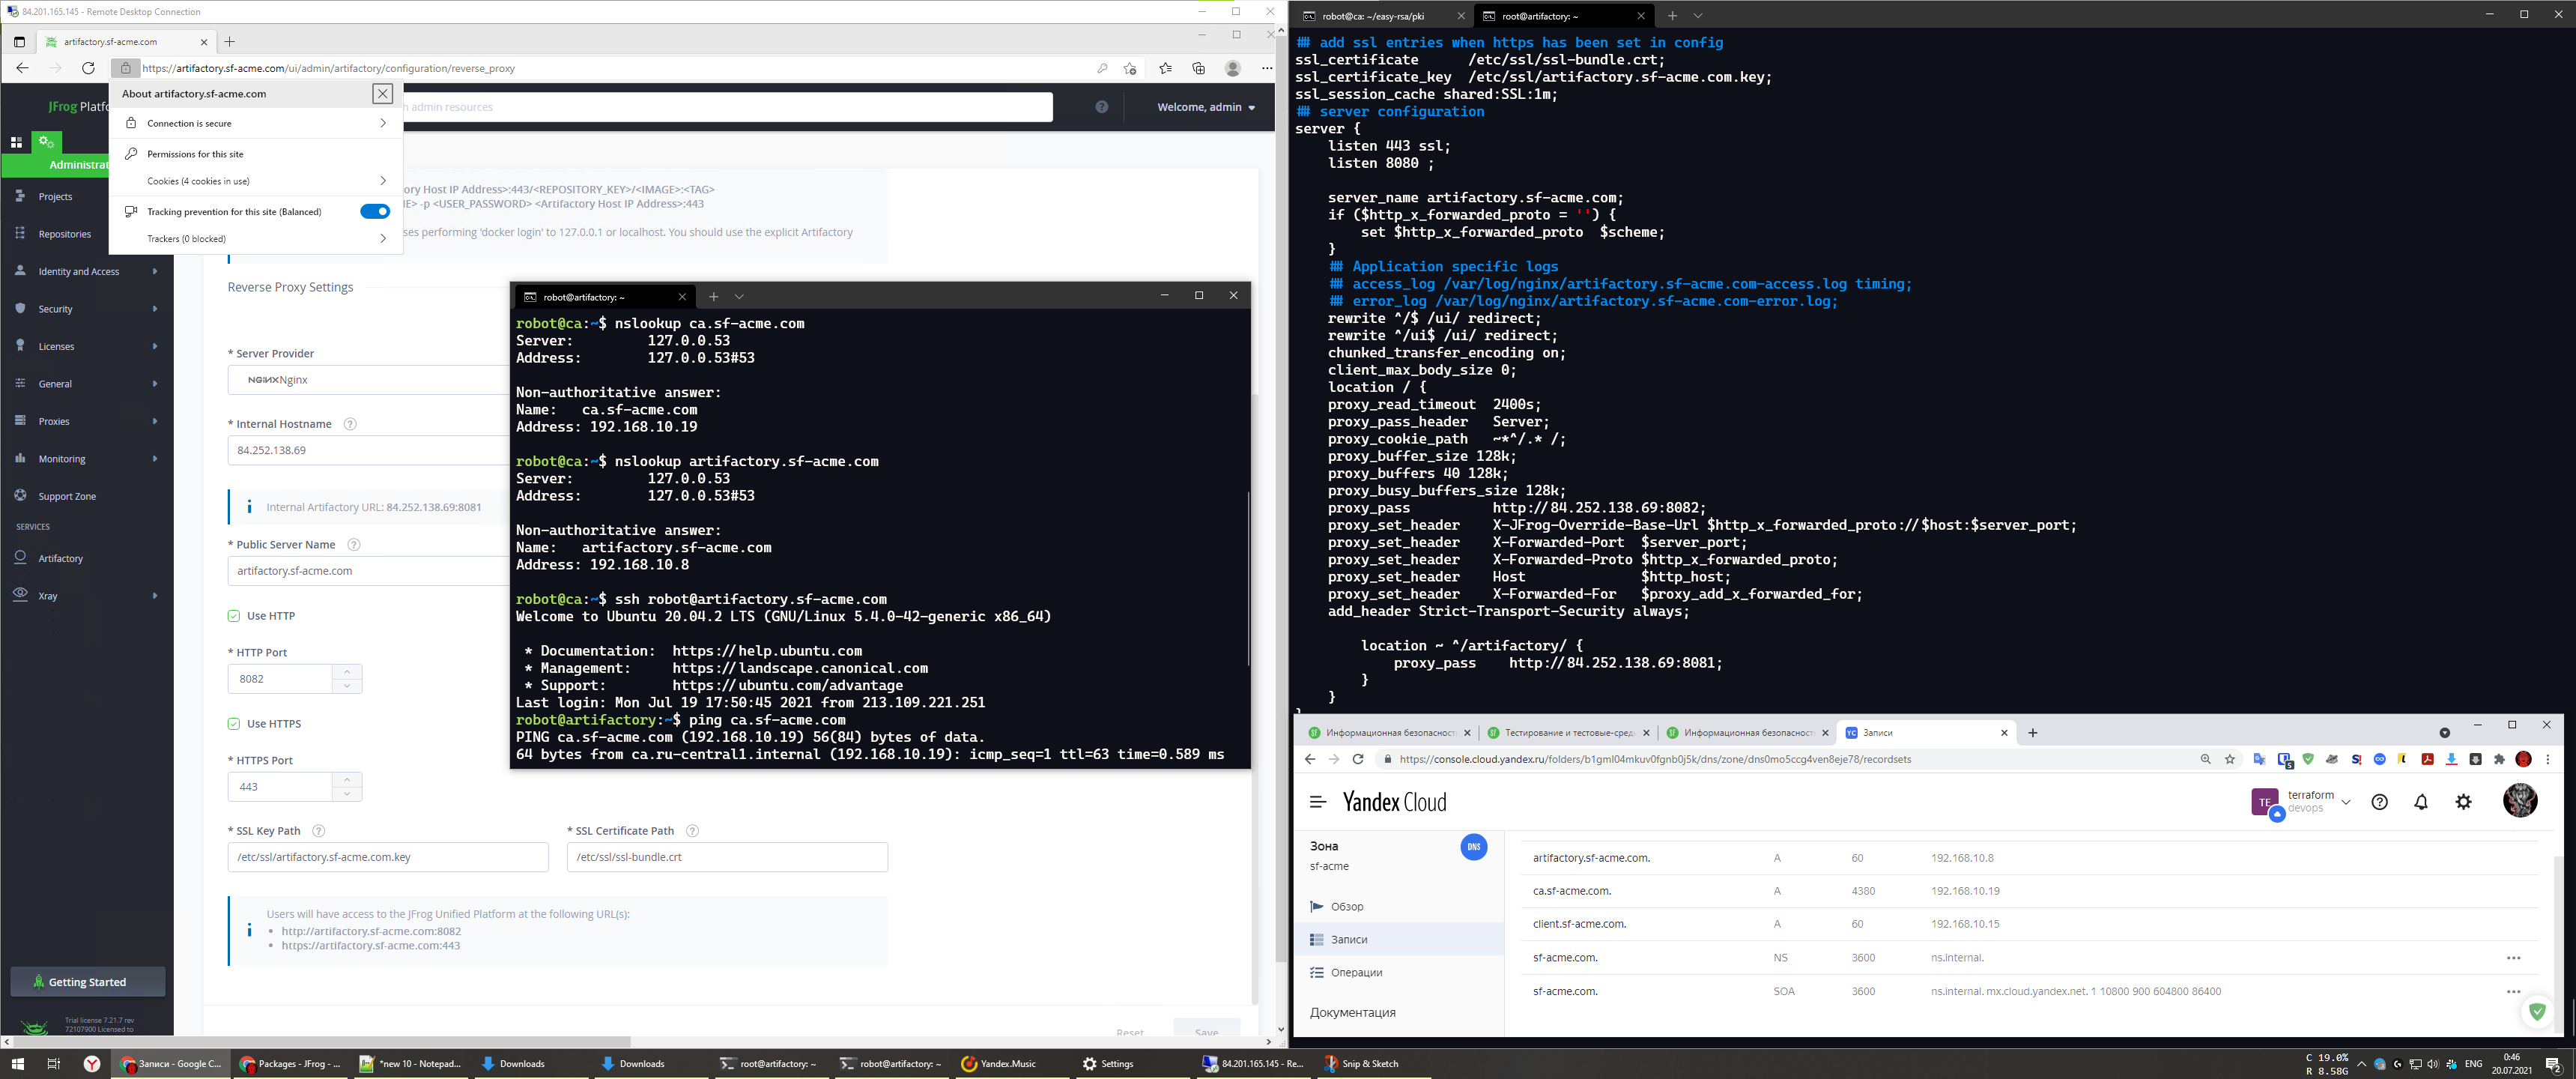 84.201.165.145 - Remote Desktop Connection
artifactory.sf-acme.com
https://artifactory.sf-acme.com/ui/admin/artifactory/configuration/reverse_proxy
About artifactory.sf-acme.com
Connection is secure
Permissions for this site
Cookies (4 cookies in use)
Tracking prevention for this site (Balanced)
Trackers (0 blocked)
JFrog Platfo
admin resources
Welcome, admin
Administrat
Projects
Repositories
Identity and Access
Security
Licenses
General
Proxies
Monitoring
Support Zone
SERVICES
Artifactory
Xray
Getting Started
Trial license 7.21.7 rev
72107900 Licensed to
ory Host IP Address>:443/<REPOSITORY_KEY>/<IMAGE>:<TAG>
E> -p <USER_PASSWORD> <Artifactory Host IP Address>:443
ses performing 'docker login' to 127.0.0.1 or localhost. You should use the explicit Artifactory
Reverse Proxy Settings
* Server Provider
NGINX Nginx
* Internal Hostname ?
84.252.138.69
Internal Artifactory URL: 84.252.138.69:8081
* Public Server Name ?
artifactory.sf-acme.com
Use HTTP
* HTTP Port
8082
Use HTTPS
* HTTPS Port
443
* SSL Key Path ?
/etc/ssl/artifactory.sf-acme.com.key
* SSL Certificate Path ?
/etc/ssl/ssl-bundle.crt
Users will have access to the JFrog Unified Platform at the following URL(s):
• http://artifactory.sf-acme.com:8082
• https://artifactory.sf-acme.com:443
Reset
Save
robot@artifactory: ~
robot@ca:~$ nslookup ca.sf-acme.com
Server: 127.0.0.53
Address: 127.0.0.53#53
Non-authoritative answer:
Name: ca.sf-acme.com
Address: 192.168.10.19
robot@ca:~$ nslookup artifactory.sf-acme.com
Server: 127.0.0.53
Address: 127.0.0.53#53
Non-authoritative answer:
Name: artifactory.sf-acme.com
Address: 192.168.10.8
robot@ca:~$ ssh robot@artifactory.sf-acme.com
Welcome to Ubuntu 20.04.2 LTS (GNU/Linux 5.4.0-42-generic x86_64)
* Documentation: https://help.ubuntu.com
* Management: https://landscape.canonical.com
* Support: https://ubuntu.com/advantage
Last login: Mon Jul 19 17:50:45 2021 from 213.109.221.251
robot@artifactory:~$ ping ca.sf-acme.com
PING ca.sf-acme.com (192.168.10.19) 56(84) bytes of data.
64 bytes from ca.ru-central1.internal (192.168.10.19): icmp_seq=1 ttl=63 time=0.589 ms
robot@ca: ~/easy-rsa/pki
root@artifactory: ~
## add ssl entries when https has been set in config
ssl_certificate /etc/ssl/ssl-bundle.crt;
ssl_certificate_key /etc/ssl/artifactory.sf-acme.com.key;
ssl_session_cache shared:SSL:1m;
## server configuration
server {
listen 443 ssl;
listen 8080 ;
server_name artifactory.sf-acme.com;
if ($http_x_forwarded_proto = '') {
set $http_x_forwarded_proto $scheme;
}
## Application specific logs
## access_log /var/log/nginx/artifactory.sf-acme.com-access.log timing;
## error_log /var/log/nginx/artifactory.sf-acme.com-error.log;
rewrite ^/$ /ui/ redirect;
rewrite ^/ui$ /ui/ redirect;
chunked_transfer_encoding on;
client_max_body_size 0;
location / {
proxy_read_timeout 2400s;
proxy_pass_header Server;
proxy_cookie_path ~*^/.* /;
proxy_buffer_size 128k;
proxy_buffers 40 128k;
proxy_busy_buffers_size 128k;
proxy_pass http://84.252.138.69:8082;
proxy_set_header X-JFrog-Override-Base-Url $http_x_forwarded_proto://$host:$server_port;
proxy_set_header X-Forwarded-Port $server_port;
proxy_set_header X-Forwarded-Proto $http_x_forwarded_proto;
proxy_set_header Host $http_host;
proxy_set_header X-Forwarded-For $proxy_add_x_forwarded_for;
add_header Strict-Transport-Security always;
location ~ ^/artifactory/ {
proxy_pass http://84.252.138.69:8081;
}
}
Информационная безопасност
Тестирование и тестовые-сред
Информационная безопасност
YC Записи
https://console.cloud.yandex.ru/folders/b1gml04mkuv0fgnb0j5k/dns/zone/dns0mo5ccg4ven8eje78/recordsets
Yandex Cloud
TE
terraform
devops
Зона
sf-acme
DNS
Обзор
Записи
Операции
Документация
artifactory.sf-acme.com. A 60 192.168.10.8
ca.sf-acme.com. A 4380 192.168.10.19
client.sf-acme.com. A 60 192.168.10.15
sf-acme.com. NS 3600 ns.internal.
sf-acme.com. SOA 3600 ns.internal. mx.cloud.yandex.net. 1 10800 900 604800 86400
Записи - Google C...
Packages - JFrog - ...
*new 10 - Notepad...
Downloads
Downloads
root@artifactory: ~
robot@artifactory: ~
Yandex.Music
Settings
84.201.165.145 - Re...
Snip & Sketch
C 19.0%
R 8.58G
ENG
0:46
20.07.2021
2